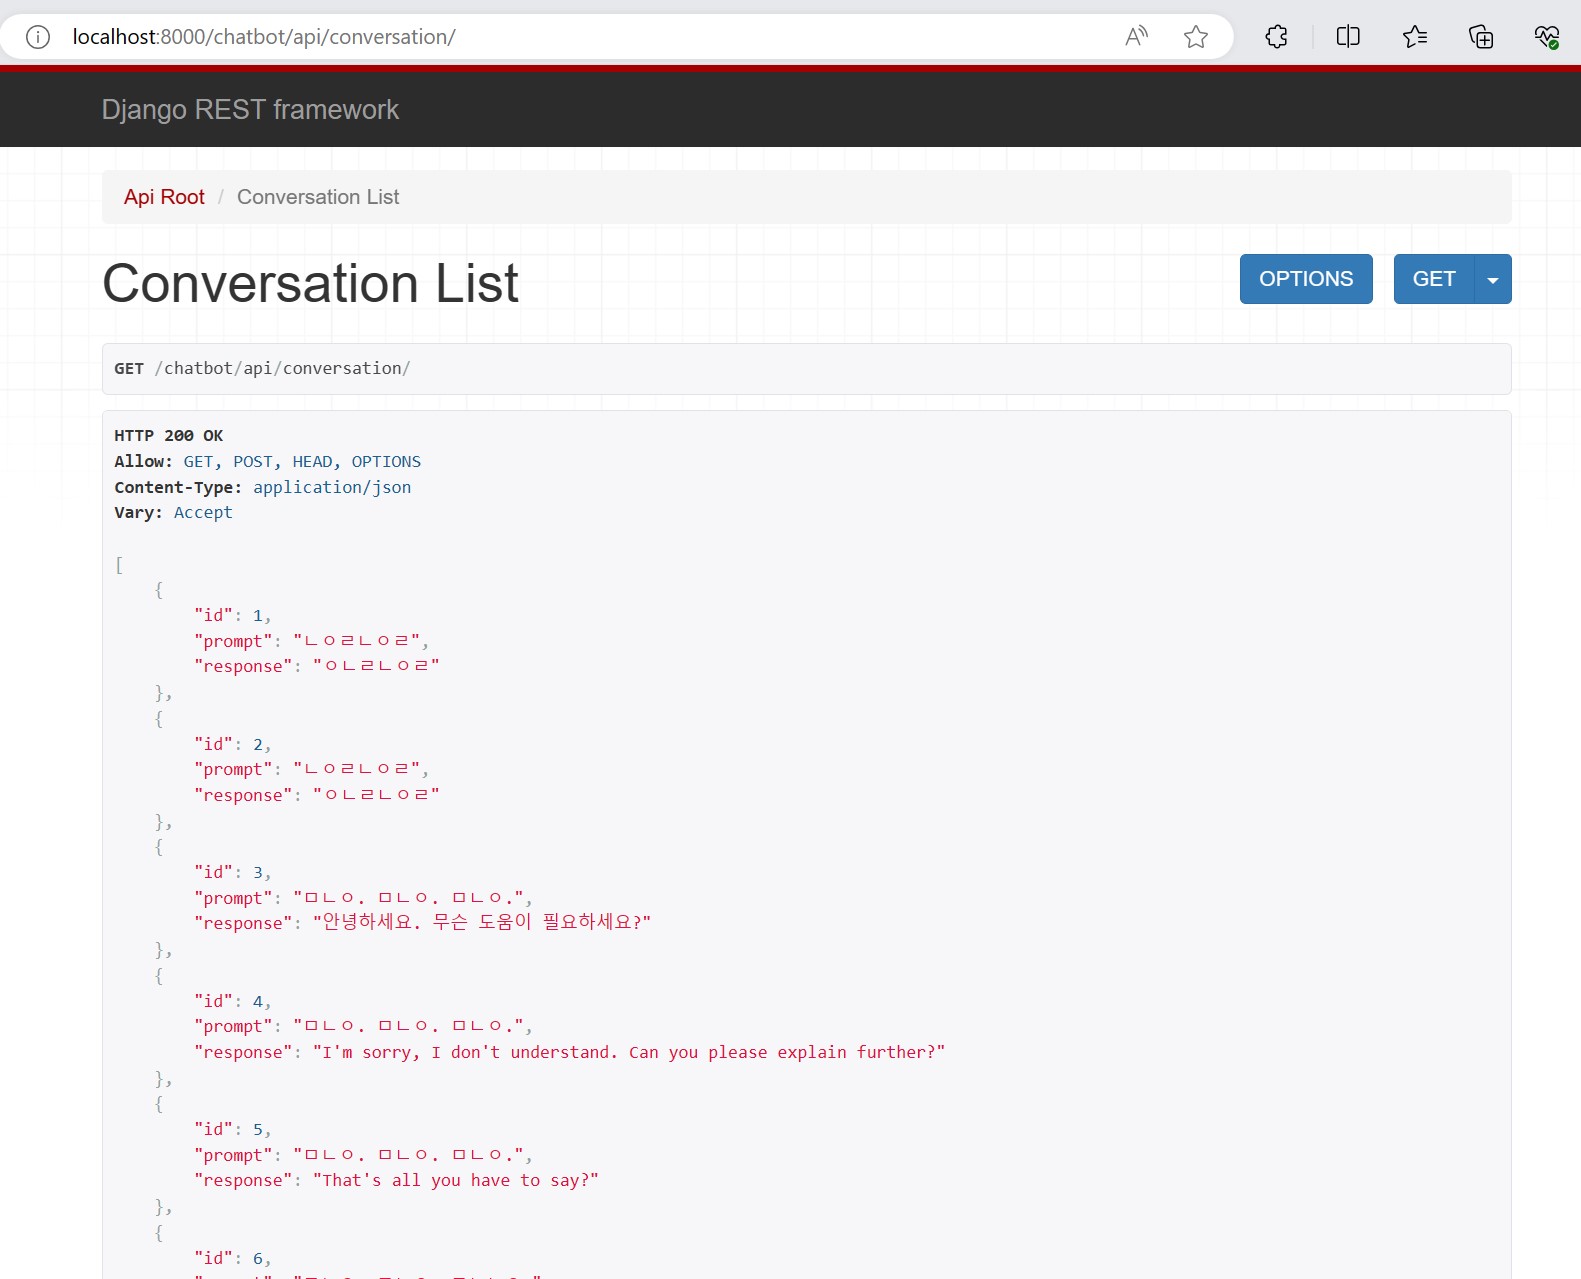 localhost:8000/chatbot/api/conversation/
Django REST framework
Api Root / Conversation List
Conversation List
OPTIONS
GET
GET /chatbot/api/conversation/
HTTP 200 OK
Allow: GET, POST, HEAD, OPTIONS
Content-Type: application/json
Vary: Accept
[
{
"id": 1,
"prompt": "ㄴㅇㄹㄴㅇㄹ",
"response": "ㅇㄴㄹㄴㅇㄹ"
},
{
"id": 2,
"prompt": "ㄴㅇㄹㄴㅇㄹ",
"response": "ㅇㄴㄹㄴㅇㄹ"
},
{
"id": 3,
"prompt": "ㅁㄴㅇ. ㅁㄴㅇ. ㅁㄴㅇ.",
"response": "안녕하세요. 무슨 도움이 필요하세요?"
},
{
"id": 4,
"prompt": "ㅁㄴㅇ. ㅁㄴㅇ. ㅁㄴㅇ.",
"response": "I'm sorry, I don't understand. Can you please explain further?"
},
{
"id": 5,
"prompt": "ㅁㄴㅇ. ㅁㄴㅇ. ㅁㄴㅇ.",
"response": "That's all you have to say?"
},
{
"id": 6,